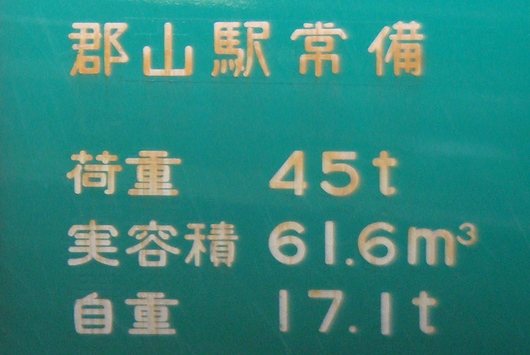 郡山駅常備
荷重 45t
実容積 61.6m³
自重 17.1t